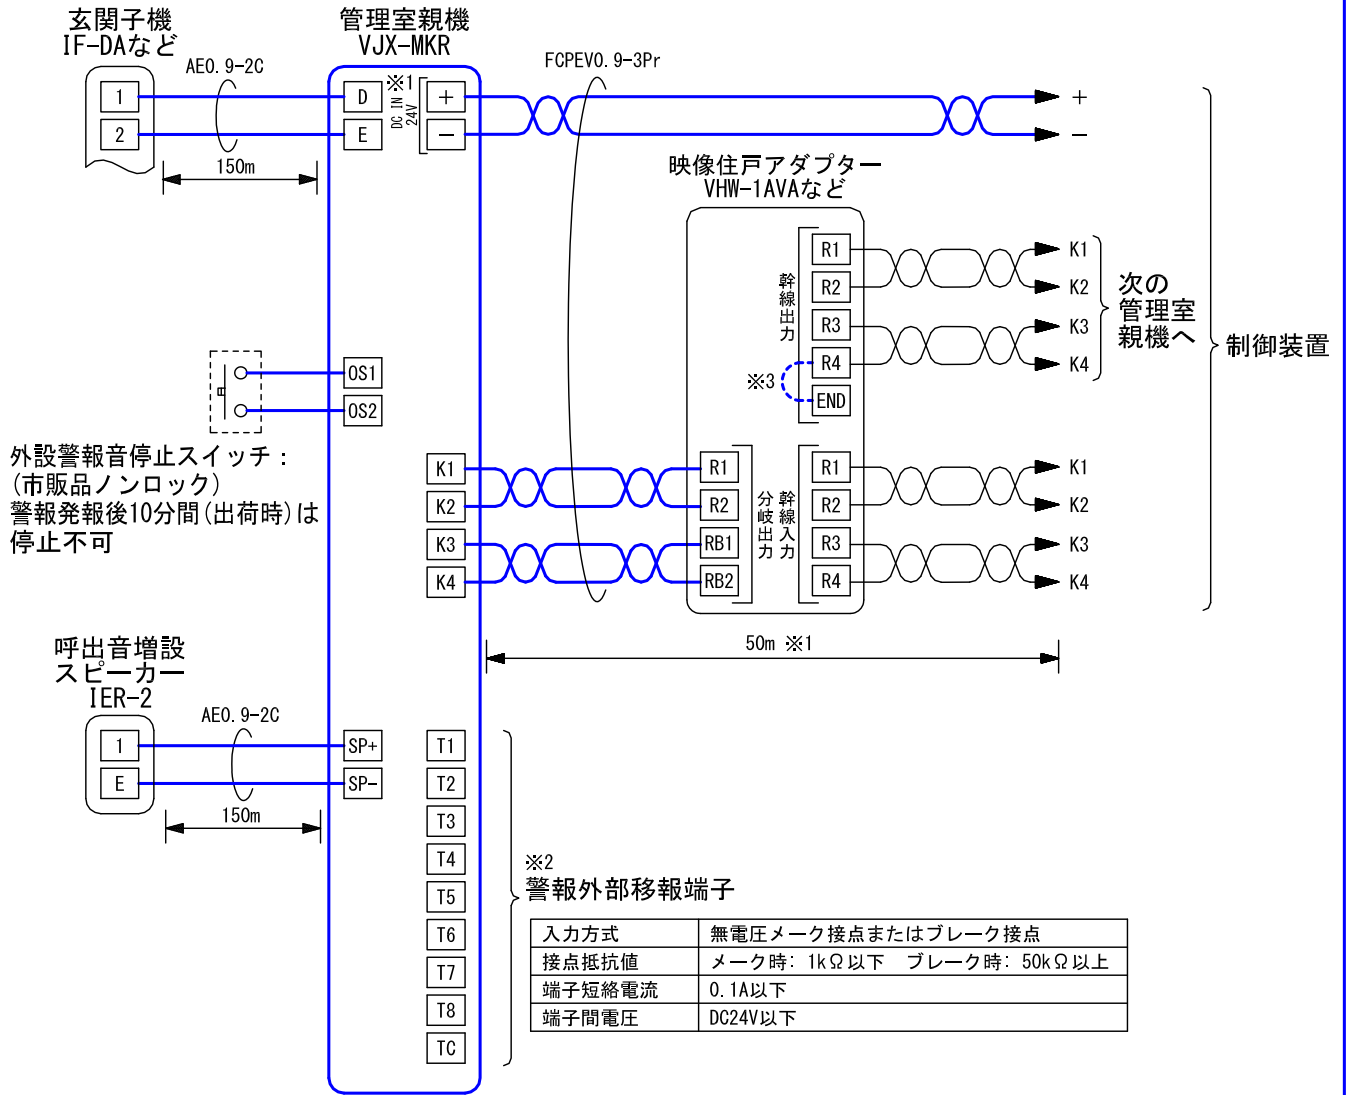 玄関子機
IF-DAなど
管理室親機
VJX-MKR
AE0.9-2C
FCPEV0.9-3Pr
1
2
D
E
※1
DC IN
24V
+
−
+
−
150m
映像住戸アダプター
VHW-1AVAなど
R1
R2
R3
R4
END
幹線出力
※3
K1
K2
K3
K4
次の
管理室
親機へ
制御装置
OS1
OS2
外設警報音停止スイッチ：
(市販品ノンロック)
警報発報後10分間(出荷時)は
停止不可
K1
K2
K3
K4
R1
R2
RB1
RB2
分岐出力
幹線入力
R1
R2
R3
R4
K1
K2
K3
K4
50m ※1
呼出音増設
スピーカー
IER-2
AE0.9-2C
1
E
SP+
SP-
150m
T1
T2
T3
T4
T5
T6
T7
T8
TC
※2
警報外部移報端子
入力方式 無電圧メーク接点またはブレーク接点
接点抵抗値 メーク時：1kΩ以下 ブレーク時：50kΩ以上
端子短絡電流 0.1A以下
端子間電圧 DC24V以下